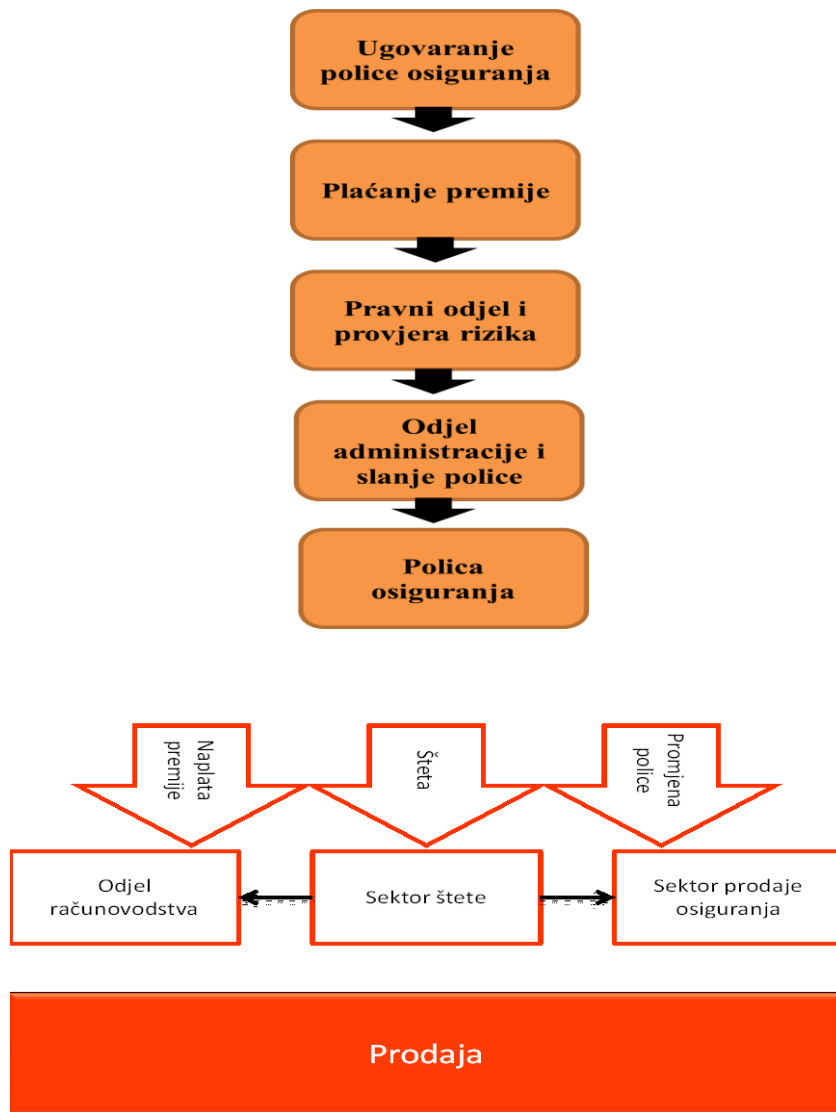 Ugovaranje
police osiguranja
Plaćanje premije
Pravni odjel i
provjera rizika
Odjel
administracije i
slanje police
Polica
osiguranja
Naplata
premije
Šteta
Promjena
police
Odjel
računovodstva
Sektor štete
Sektor prodaje
osiguranja
Prodaja